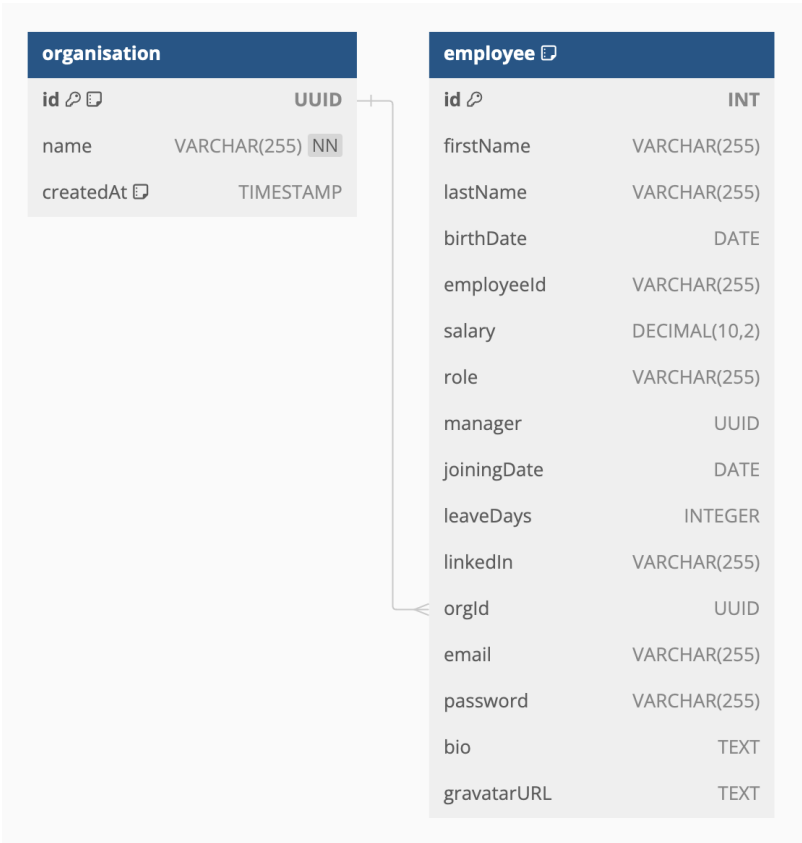 organisation
id UUID
name VARCHAR(255) NN
createdAt TIMESTAMP
employee
id INT
firstName VARCHAR(255)
lastName VARCHAR(255)
birthDate DATE
employeeId VARCHAR(255)
salary DECIMAL(10,2)
role VARCHAR(255)
manager UUID
joiningDate DATE
leaveDays INTEGER
linkedIn VARCHAR(255)
orgId UUID
email VARCHAR(255)
password VARCHAR(255)
bio TEXT
gravatarURL TEXT